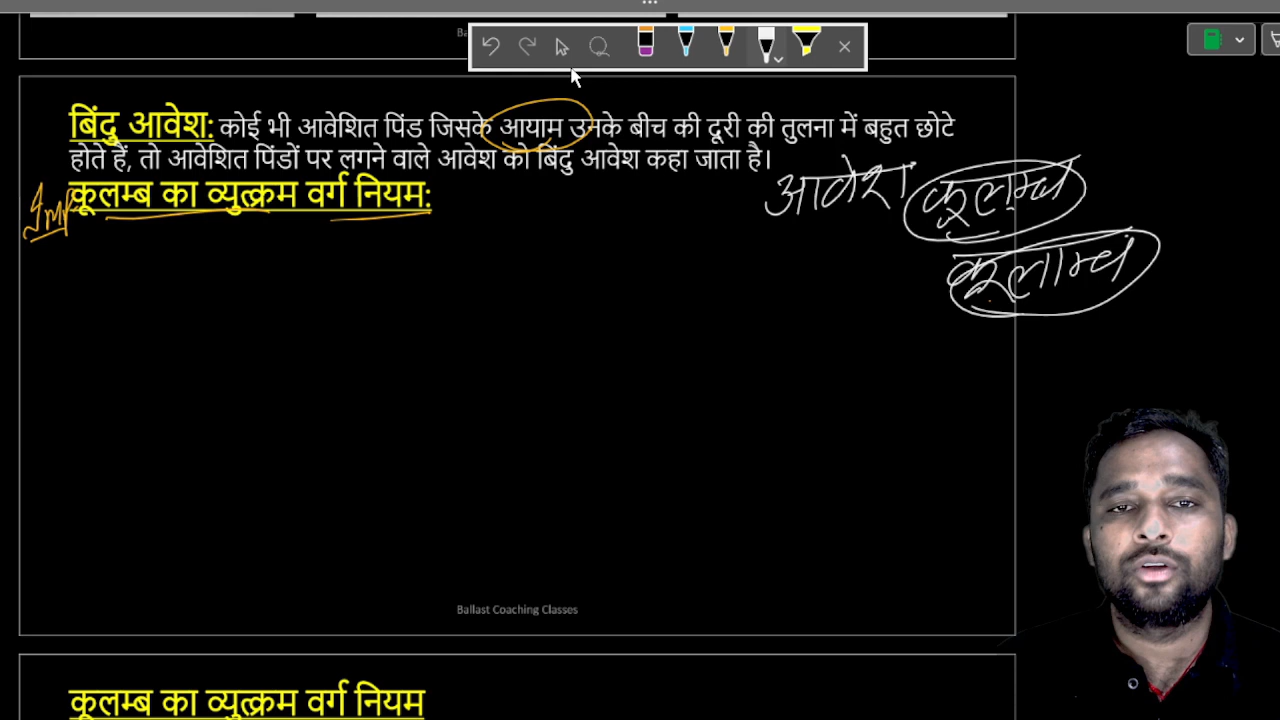 बिंदु आवेश: कोई भी आवेशित पिंड जिसके आयाम उनके बीच की दूरी की तुलना में बहुत छोटे
होते हैं, तो आवेशित पिंडों पर लगने वाले आवेश को बिंदु आवेश कहा जाता है।
Imp कूलम्ब का व्युत्क्रम वर्ग नियम:
आवेश कूलम्ब
कूलाम्ब
Ballast Coaching Classes
कूलम्ब का व्युत्क्रम वर्ग नियम